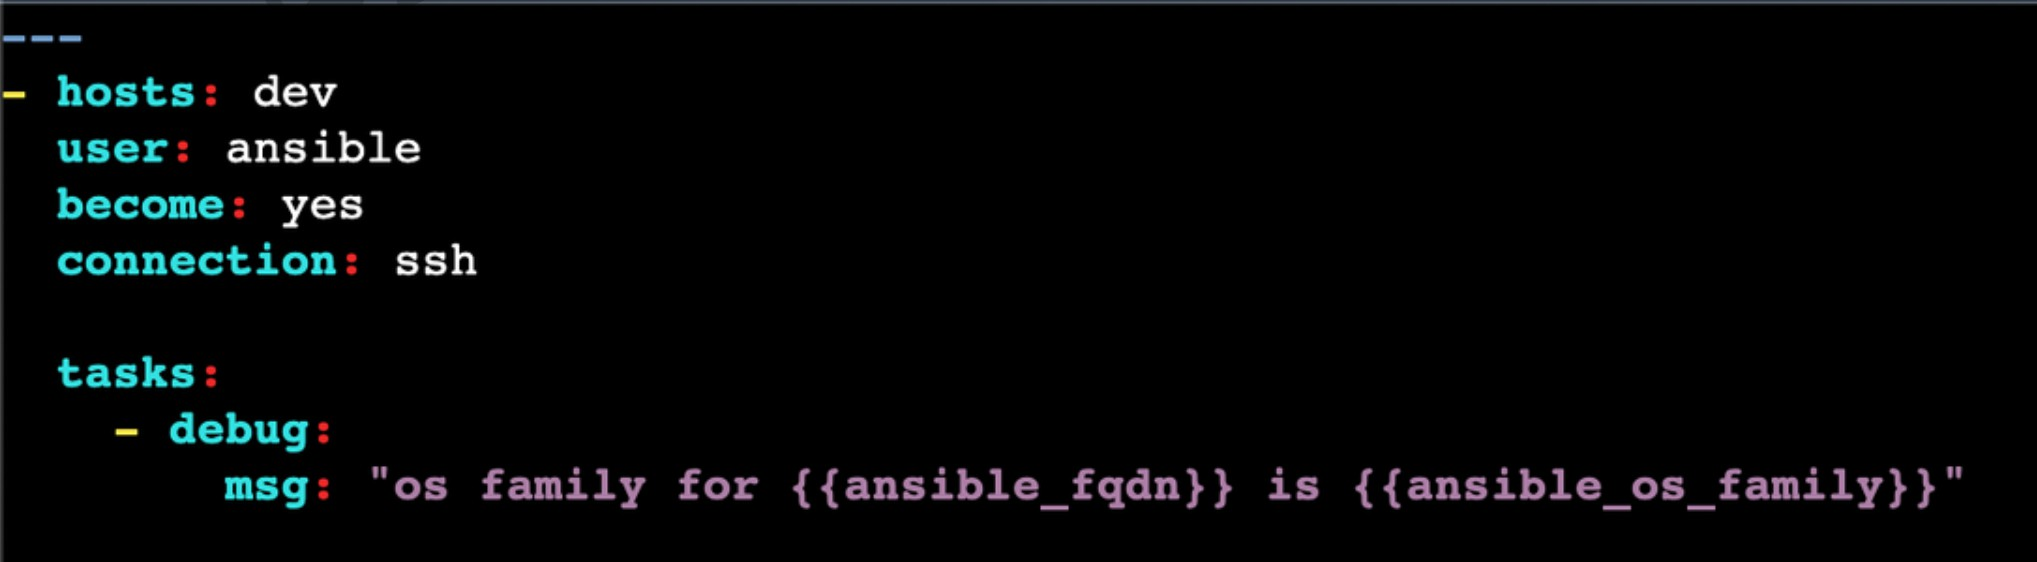 ---
- hosts: dev
  user: ansible
  become: yes
  connection: ssh

  tasks:
    - debug:
        msg: "os family for {{ansible_fqdn}} is {{ansible_os_family}}"